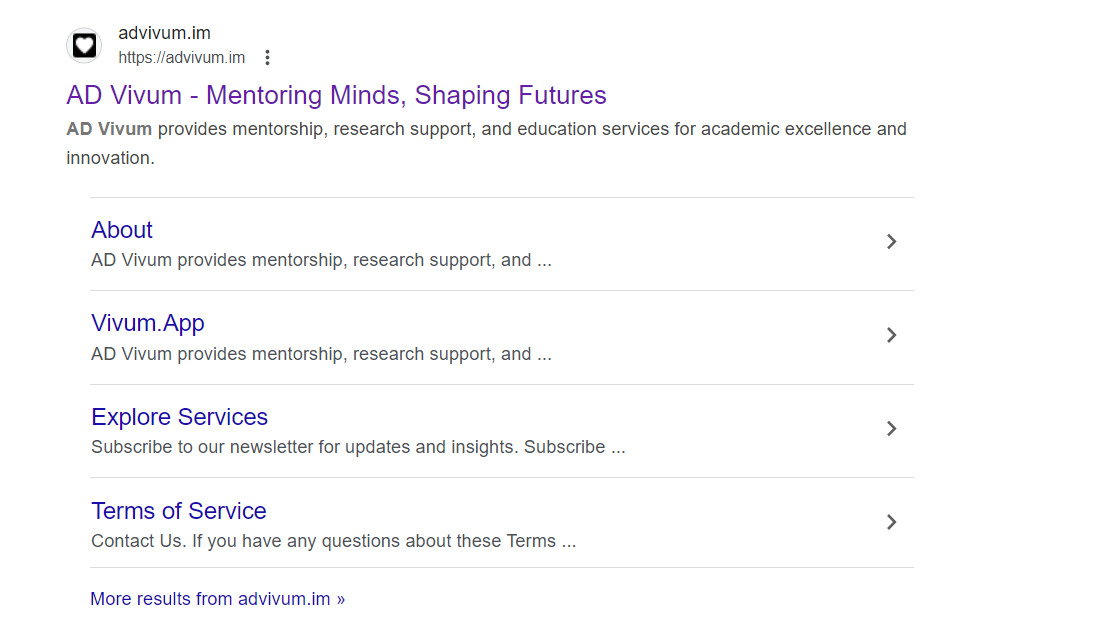 advivum.im
https://advivum.im
AD Vivum - Mentoring Minds, Shaping Futures
AD Vivum provides mentorship, research support, and education services for academic excellence and
innovation.
About
AD Vivum provides mentorship, research support, and ...
Vivum.App
AD Vivum provides mentorship, research support, and ...
Explore Services
Subscribe to our newsletter for updates and insights. Subscribe ...
Terms of Service
Contact Us. If you have any questions about these Terms ...
More results from advivum.im »